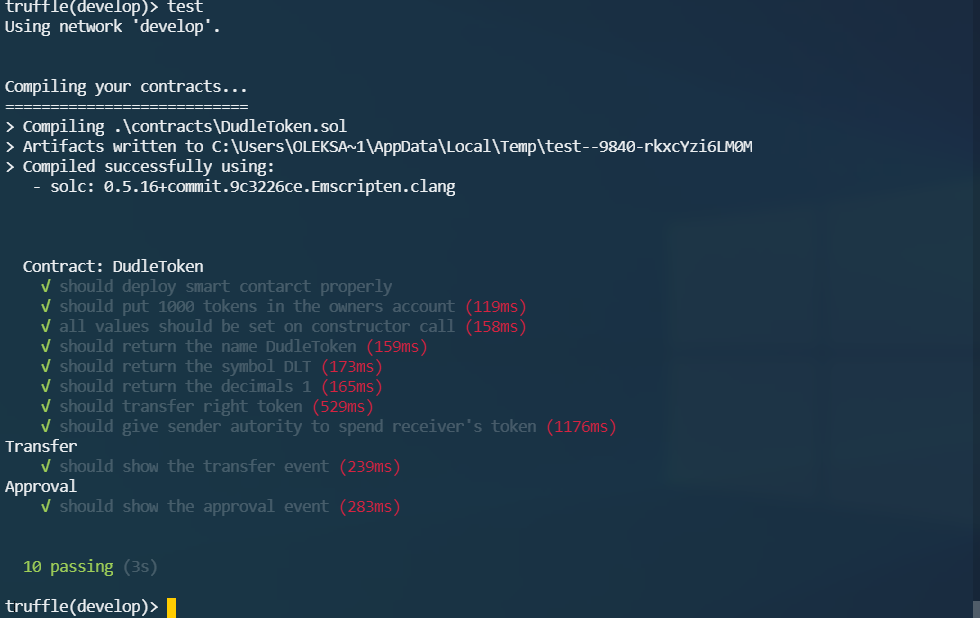 truffle(develop)> test
Using network 'develop'.
Compiling your contracts...
===========================
> Compiling .\contracts\DudleToken.sol
> Artifacts written to C:\Users\OLEKSA~1\AppData\Local\Temp\test--9840-rkxcYzi6LM0M
> Compiled successfully using:
- solc: 0.5.16+commit.9c3226ce.Emscripten.clang
Contract: DudleToken
√ should deploy smart contarct properly
√ should put 1000 tokens in the owners account (119ms)
√ all values should be set on constructor call (158ms)
√ should return the name DudleToken (159ms)
√ should return the symbol DLT (173ms)
√ should return the decimals 1 (165ms)
√ should transfer right token (529ms)
√ should give sender autority to spend receiver's token (1176ms)
Transfer
√ should show the transfer event (239ms)
Approval
√ should show the approval event (283ms)
10 passing (3s)
truffle(develop)>